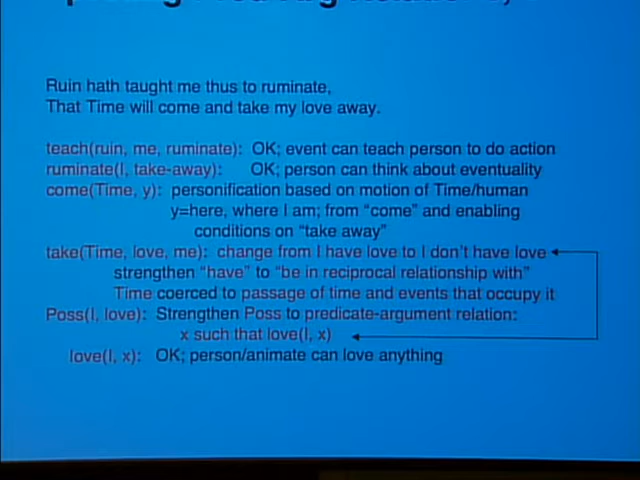 Ruin hath taught me thus to ruminate,
That Time will come and take my love away.
teach(ruin, me, ruminate): OK; event can teach person to do action
ruminate(I, take-away): OK; person can think about eventuality
come(Time, y): personification based on motion of Time/human
y=here, where I am; from “come” and enabling
conditions on “take away”
take(Time, love, me): change from I have love to I don’t have love
strengthen “have” to “be in reciprocal relationship with”
Time coerced to passage of time and events that occupy it
Poss(I, love): Strengthen Poss to predicate-argument relation:
x such that love(I, x)
love(I, x): OK; person/animate can love anything